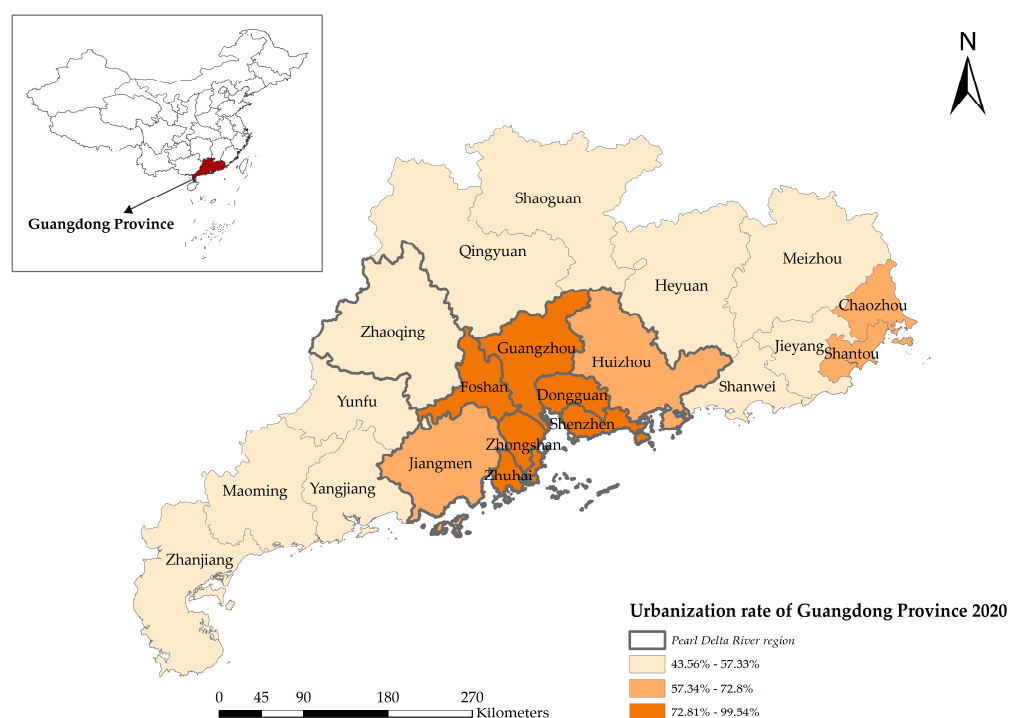 N
Guangdong Province
Shaoguan
Qingyuan
Meizhou
Heyuan
Chaozhou
Zhaoqing
Guangzhou
Jieyang
Shantou
Huizhou
Foshan
Shanwei
Dongguan
Yunfu
Shenzhen
Zhongshan
Jiangmen
Zhuhai
Maoming
Yangjiang
Zhanjiang
Urbanization rate of Guangdong Province 2020
Pearl Delta River region
43.56% - 57.33%
57.34% - 72.8%
72.81% - 99.54%
0 45 90 180 270
Kilometers